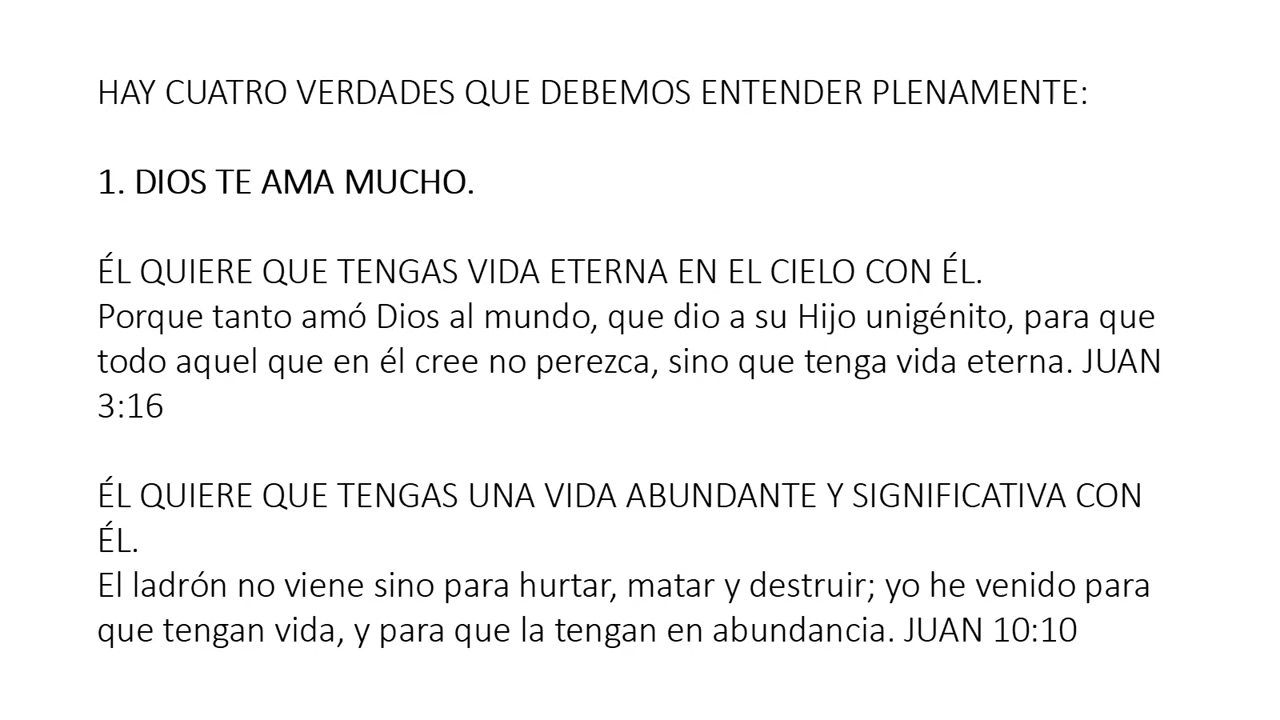 HAY CUATRO VERDADES QUE DEBEMOS ENTENDER PLENAMENTE:
1. DIOS TE AMA MUCHO.
ÉL QUIERE QUE TENGAS VIDA ETERNA EN EL CIELO CON ÉL.
Porque tanto amó Dios al mundo, que dio a su Hijo unigénito, para que
todo aquel que en él cree no perezca, sino que tenga vida eterna. JUAN
3:16
ÉL QUIERE QUE TENGAS UNA VIDA ABUNDANTE Y SIGNIFICATIVA CON
ÉL.
El ladrón no viene sino para hurtar, matar y destruir; yo he venido para
que tengan vida, y para que la tengan en abundancia. JUAN 10:10